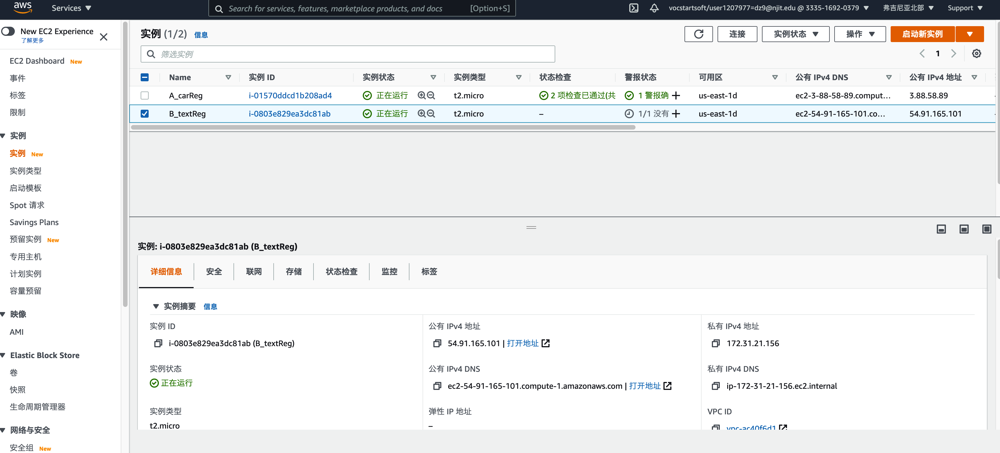 aws
Services
Search for services, features, marketplace products, and docs [Option+S]
vocstartsoft/user1207977=dz9@njit.edu @ 3335-1692-0379
弗吉尼亚北部
Support
New EC2 Experience
了解更多
EC2 Dashboard New
事件
标签
限制
实例
实例 New
实例类型
启动模板
Spot 请求
Savings Plans
预留实例 New
专用主机
计划实例
容量预留
映像
AMI
Elastic Block Store
卷
快照
生命周期管理器
网络与安全
安全组 New
实例 (1/2) 信息
连接
实例状态
操作
启动新实例
筛选实例
1
Name 实例 ID 实例状态 实例类型 状态检查 警报状态 可用区 公有 IPv4 DNS 公有 IPv4 地址
A_carReg i-01570ddcd1b208ad4 正在运行 t2.micro 2 项检查已通过(共 1 警报确 + us-east-1d ec2-3-88-58-89.comput... 3.88.58.89
B_textReg i-0803e829ea3dc81ab 正在运行 t2.micro – 1/1 没有 + us-east-1d ec2-54-91-165-101.co... 54.91.165.101
实例: i-0803e829ea3dc81ab (B_textReg)
详细信息 安全 联网 存储 状态检查 监控 标签
实例摘要 信息
实例 ID
i-0803e829ea3dc81ab (B_textReg)
公有 IPv4 地址
54.91.165.101 | 打开地址
私有 IPv4 地址
172.31.21.156
实例状态
正在运行
公有 IPv4 DNS
ec2-54-91-165-101.compute-1.amazonaws.com | 打开地址
私有 IPv4 DNS
ip-172-31-21-156.ec2.internal
实例类型
t2.micro
弹性 IP 地址
–
VPC ID
vpc-ac40f6d1